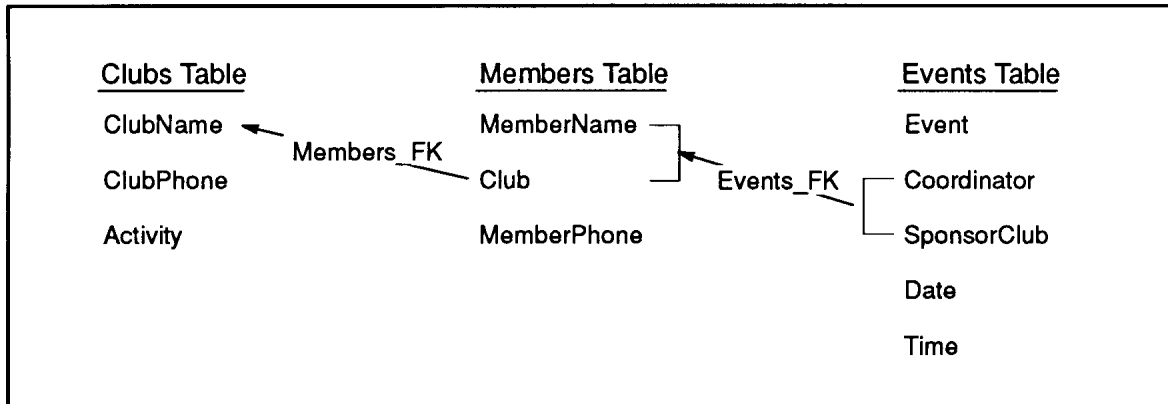 Clubs Table
ClubName
ClubPhone
Activity
Members_FK
Members Table
MemberName
Club
MemberPhone
Events_FK
Events Table
Event
Coordinator
SponsorClub
Date
Time